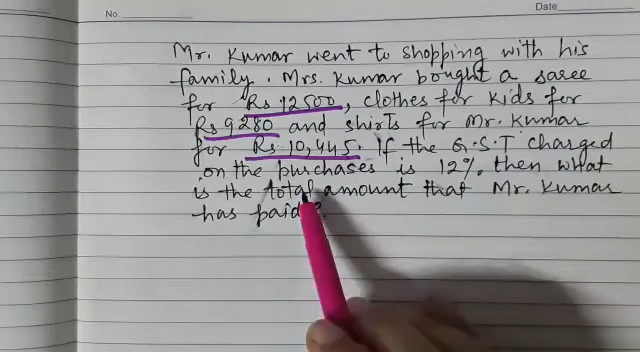 No.
Date
Mr. Kumar went to shopping with his
family. Mrs. Kumar bought a saree
for Rs 12500, clothes for kids for
Rs 9280 and shirts for Mr. Kumar
for Rs 10,445. If the G.S.T charged
on the purchases is 12%, then what
is the total amount that Mr. Kumar
has paid?